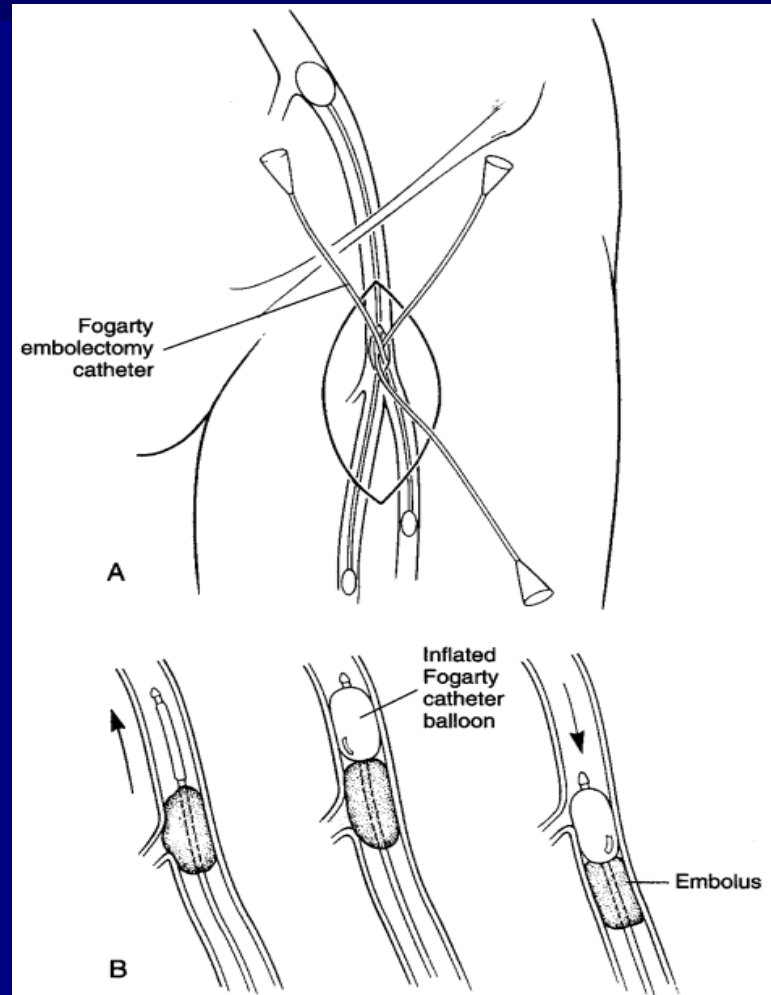 Fogarty
embolectomy
catheter
A
Inflated
Fogarty
catheter
balloon
Embolus
B